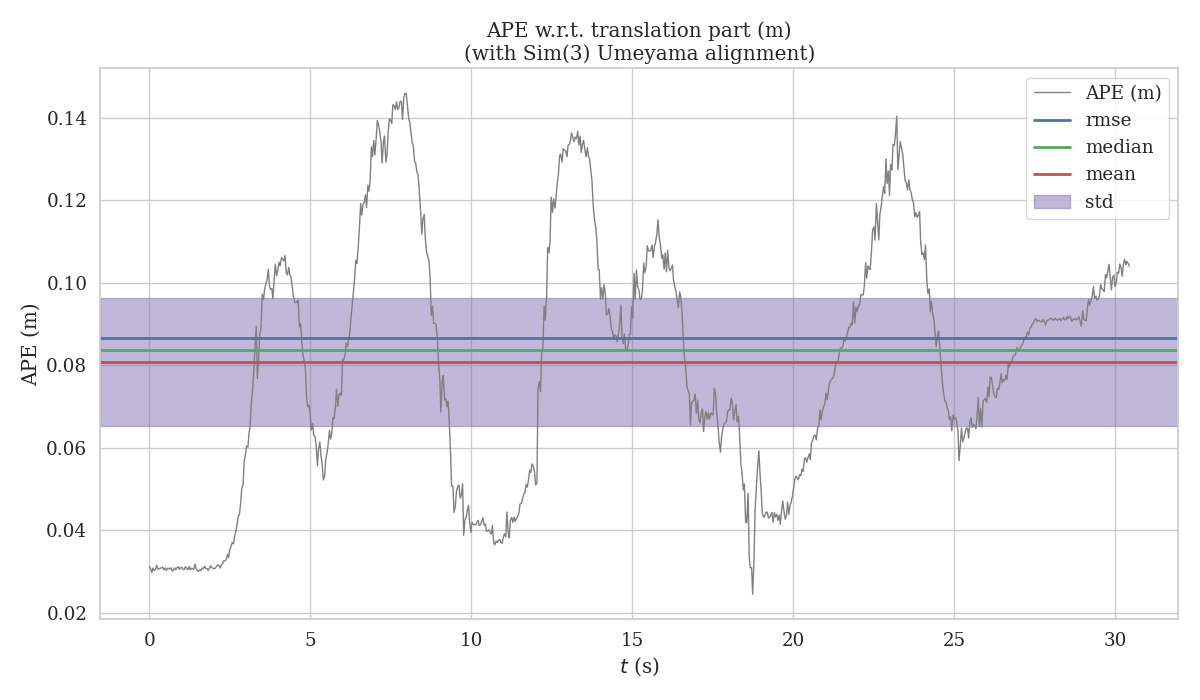 APE w.r.t. translation part (m)
(with Sim(3) Umeyama alignment)
APE (m)
rmse
median
mean
std
APE (m)
0.14
0.12
0.10
0.08
0.06
0.04
0.02
0 5 10 15 20 25 30
t (s)